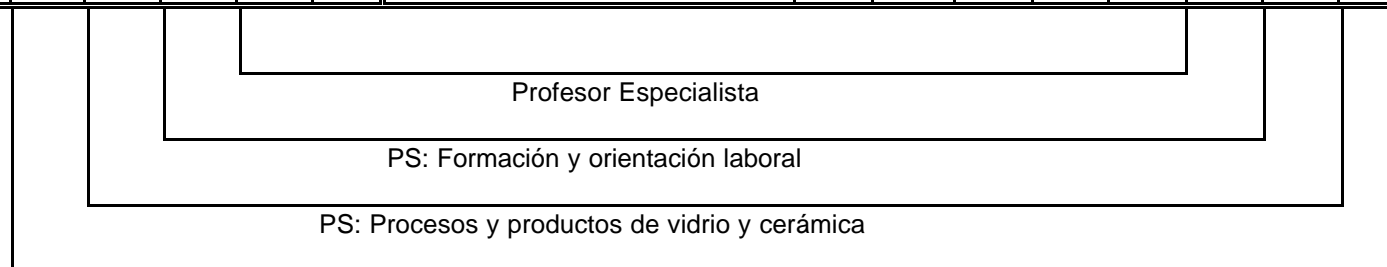 Profesor Especialista
PS: Formación y orientación laboral
PS: Procesos y productos de vidrio y cerámica